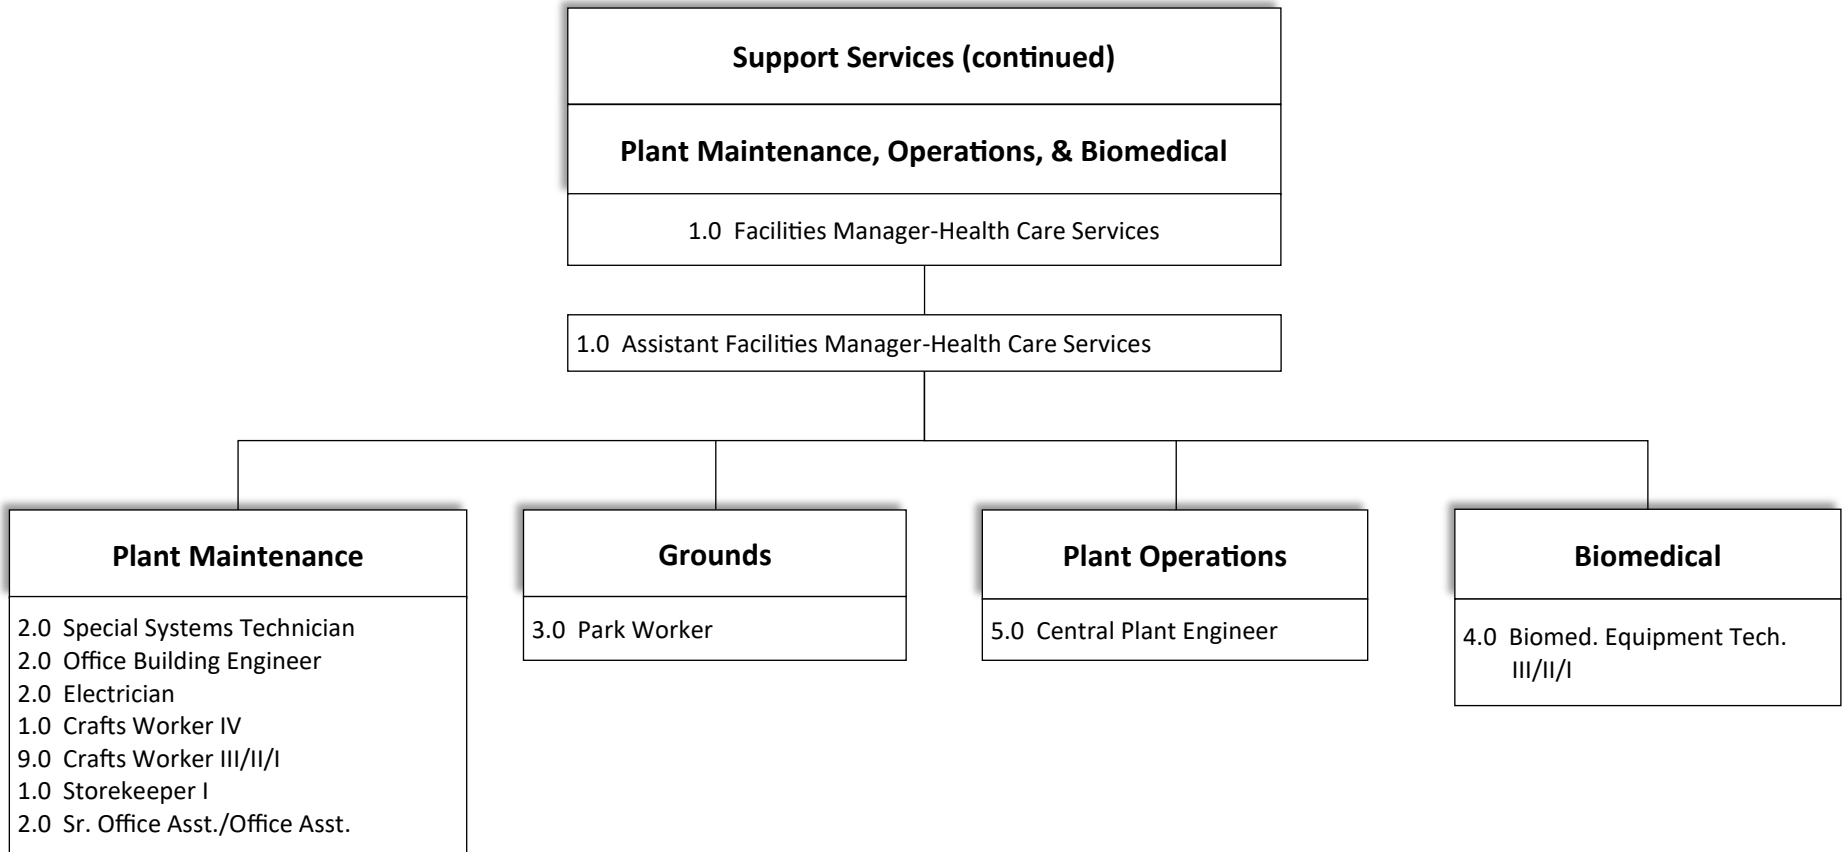 Support Services (continued)
Plant Maintenance, Operations, & Biomedical
1.0 Facilities Manager-Health Care Services
1.0 Assistant Facilities Manager-Health Care Services
Plant Maintenance
2.0 Special Systems Technician
2.0 Office Building Engineer
2.0 Electrician
1.0 Crafts Worker IV
9.0 Crafts Worker III/II/I
1.0 Storekeeper I
2.0 Sr. Office Asst./Office Asst.
Grounds
3.0 Park Worker
Plant Operations
5.0 Central Plant Engineer
Biomedical
4.0 Biomed. Equipment Tech.
III/II/I